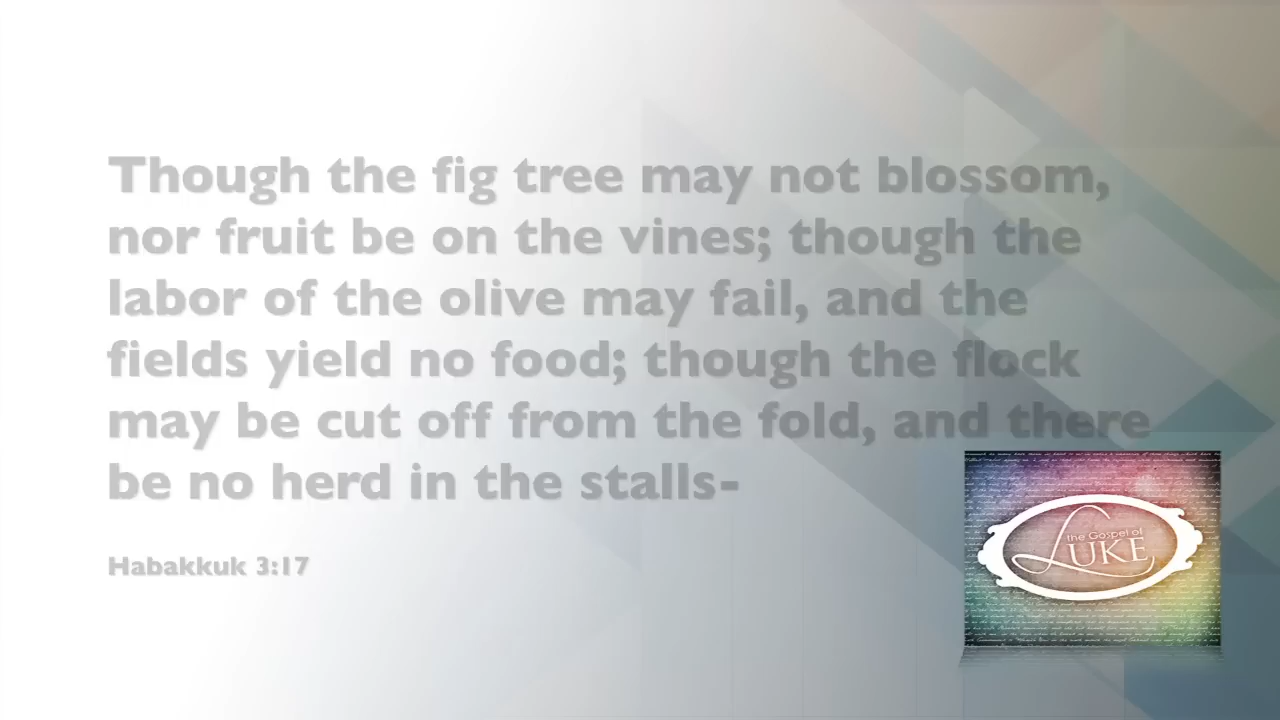 Though the fig tree may not blossom,
nor fruit be on the vines; though the
labor of the olive may fail, and the
fields yield no food; though the flock
may be cut off from the fold, and there
be no herd in the stalls-
Habakkuk 3:17
the Gospel of
LUKE